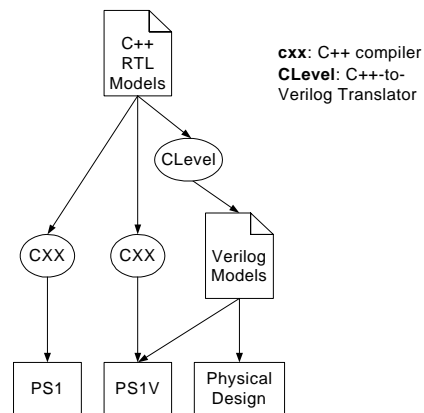 C++
RTL
Models
cxx: C++ compiler
CLevel: C++-to-
Verilog Translator
CLevel
CXX
CXX
Verilog
Models
PS1
PS1V
Physical
Design